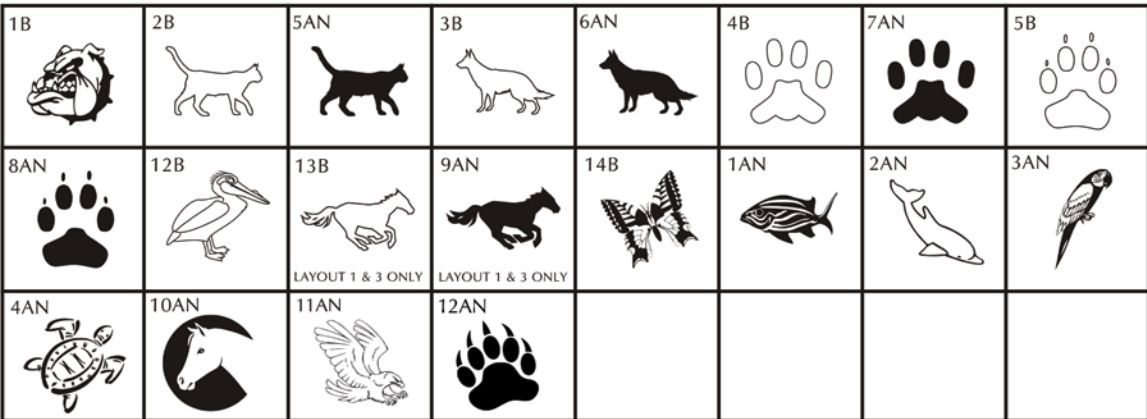 1B
2B
5AN
3B
6AN
4B
7AN
5B
8AN
12B
13B
9AN
14B
1AN
2AN
3AN
LAYOUT 1 & 3 ONLY
LAYOUT 1 & 3 ONLY
4AN
10AN
11AN
12AN